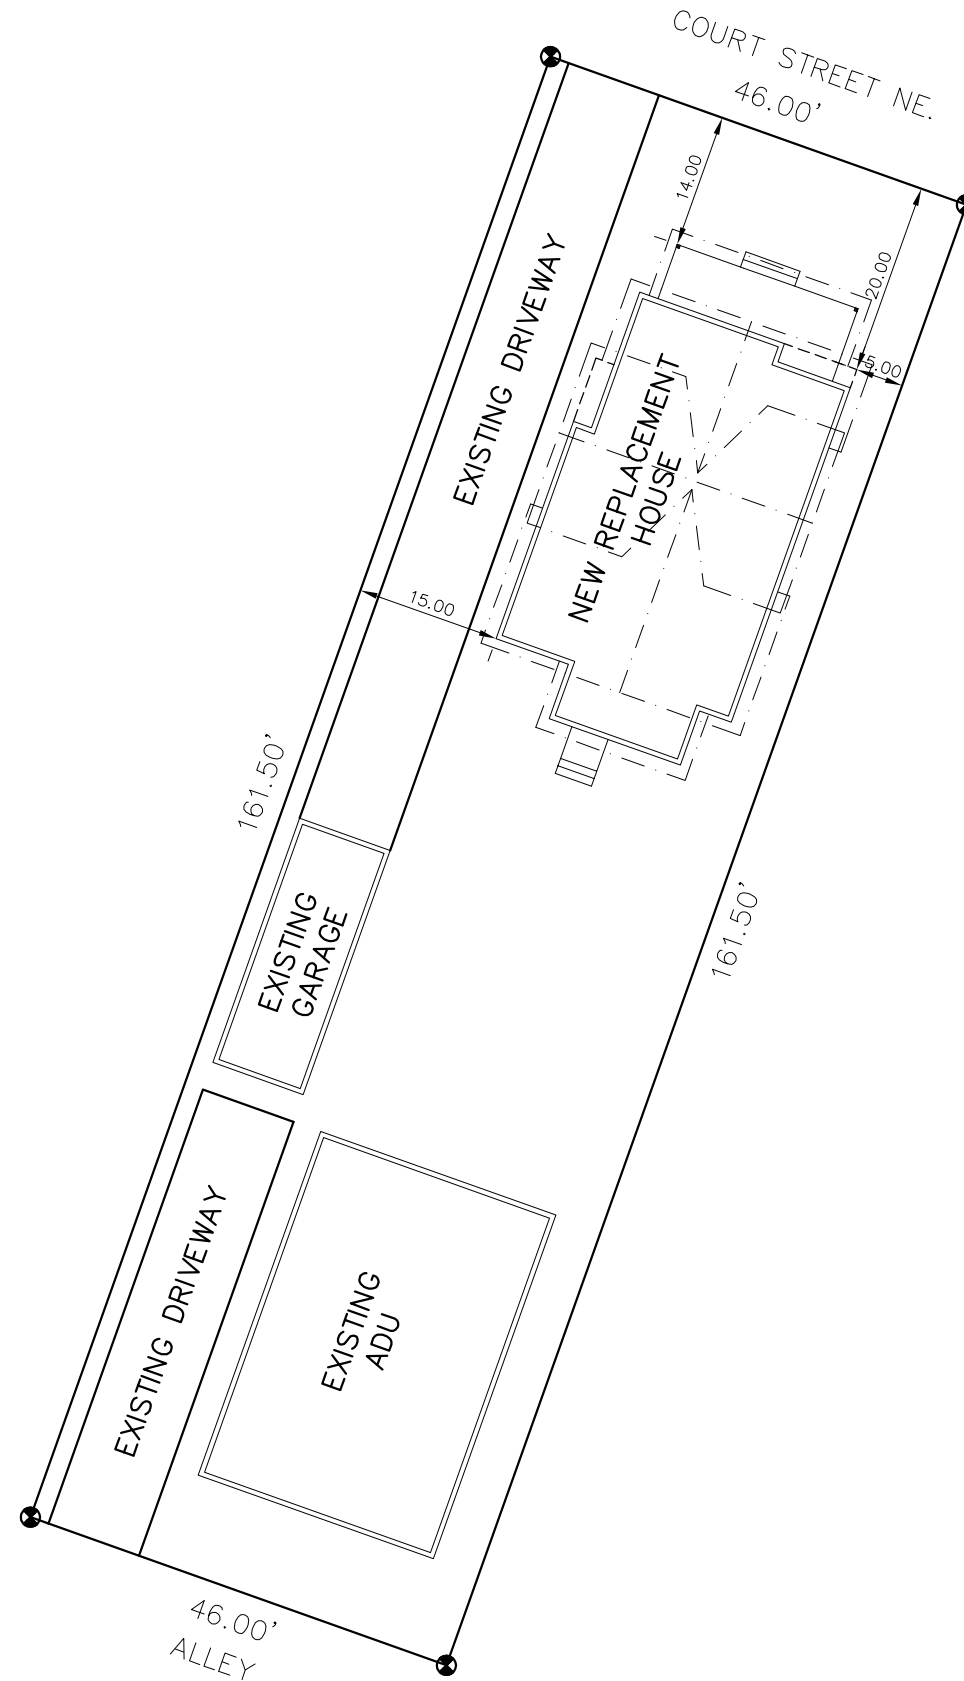 COURT STREET NE.
46.00'
14.00
20.00
5.00
EXISTING DRIVEWAY
NEW REPLACEMENT
HOUSE
15.00
161.50'
161.50'
EXISTING
GARAGE
EXISTING DRIVEWAY
EXISTING
ADU
46.00'
ALLEY